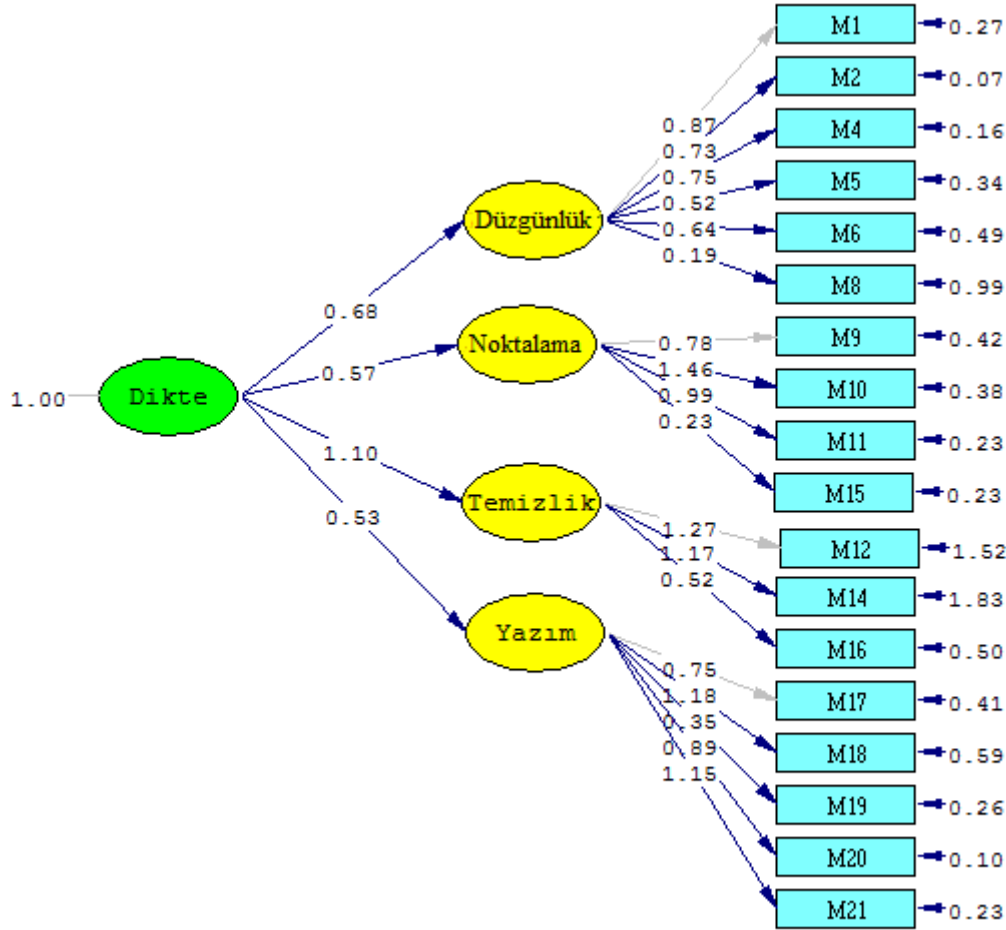 M1
0.27
M2
0.07
0.87
M4
0.16
0.73
0.75
M5
0.34
0.52
Düzgünlük
0.64
M6
0.49
0.19
M8
0.99
0.68
Noktalama
0.78
M9
0.42
0.57
1.46
M10
0.38
1.00
Dikte
0.99
0.23
M11
0.23
1.10
M15
0.23
Temizlik
0.53
1.27
M12
1.52
1.17
0.52
M14
1.83
Yazım
M16
0.50
0.75
1.18
M17
0.41
0.35
0.89
M18
0.59
1.15
M19
0.26
M20
0.10
M21
0.23